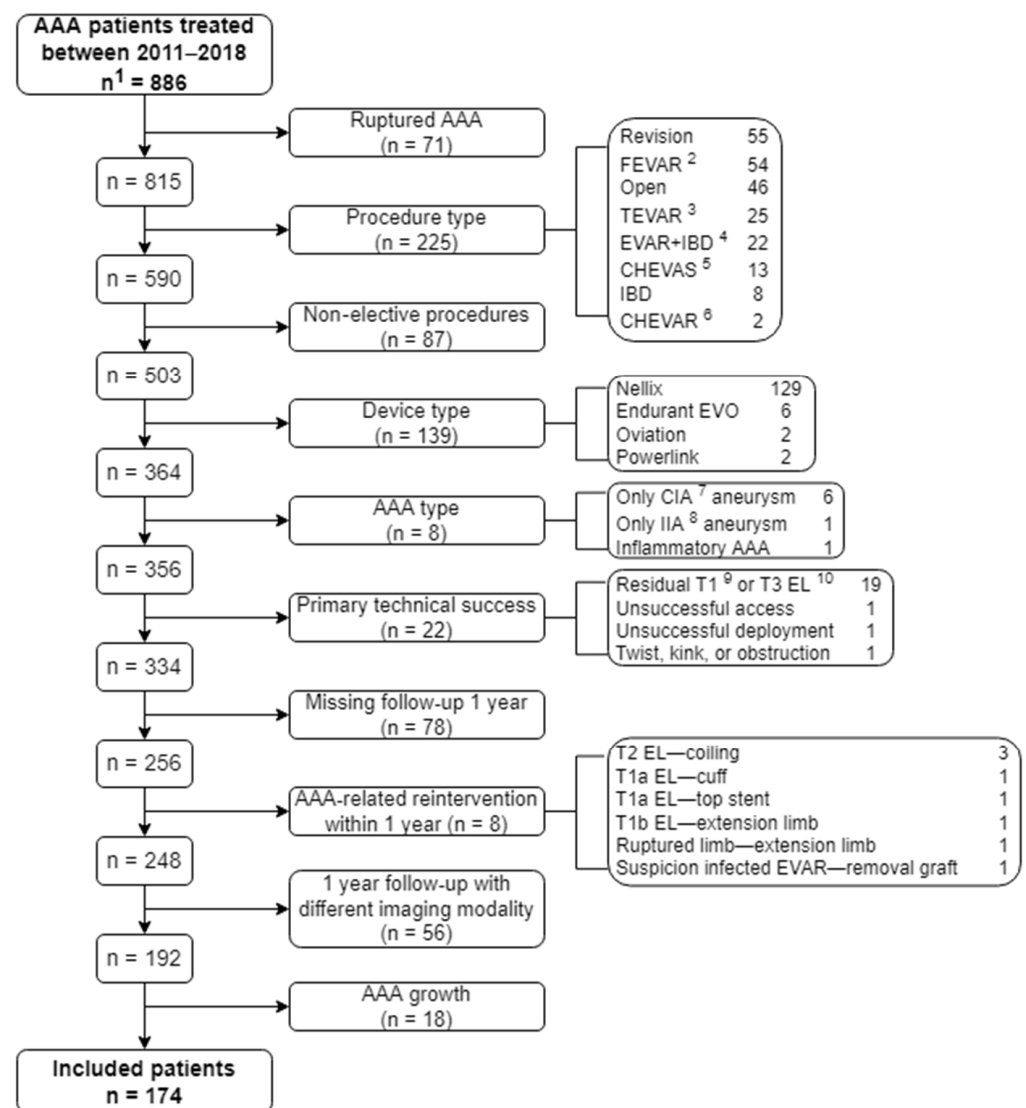 AAA patients treated
between 2011–2018
n1 = 886
Ruptured AAA
(n = 71)
n = 815
Procedure type
(n = 225)
Revision 55
FEVAR 2 54
Open 46
TEVAR 3 25
EVAR+IBD 4 22
CHEVAS 5 13
IBD 8
CHEVAR 6 2
n = 590
Non-elective procedures
(n = 87)
n = 503
Device type
(n = 139)
Nellix 129
Endurant EVO 6
Oviation 2
Powerlink 2
n = 364
AAA type
(n = 8)
Only CIA 7 aneurysm 6
Only IIA 8 aneurysm 1
Inflammatory AAA 1
n = 356
Primary technical success
(n = 22)
Residual T1 9 or T3 EL 10 19
Unsuccessful access 1
Unsuccessful deployment 1
Twist, kink, or obstruction 1
n = 334
Missing follow-up 1 year
(n = 78)
n = 256
AAA-related reintervention
within 1 year (n = 8)
T2 EL—coiling 3
T1a EL—cuff 1
T1a EL—top stent 1
T1b EL—extension limb 1
Ruptured limb—extension limb 1
Suspicion infected EVAR—removal graft 1
n = 248
1 year follow-up with
different imaging modality
(n = 56)
n = 192
AAA growth
(n = 18)
Included patients
n = 174